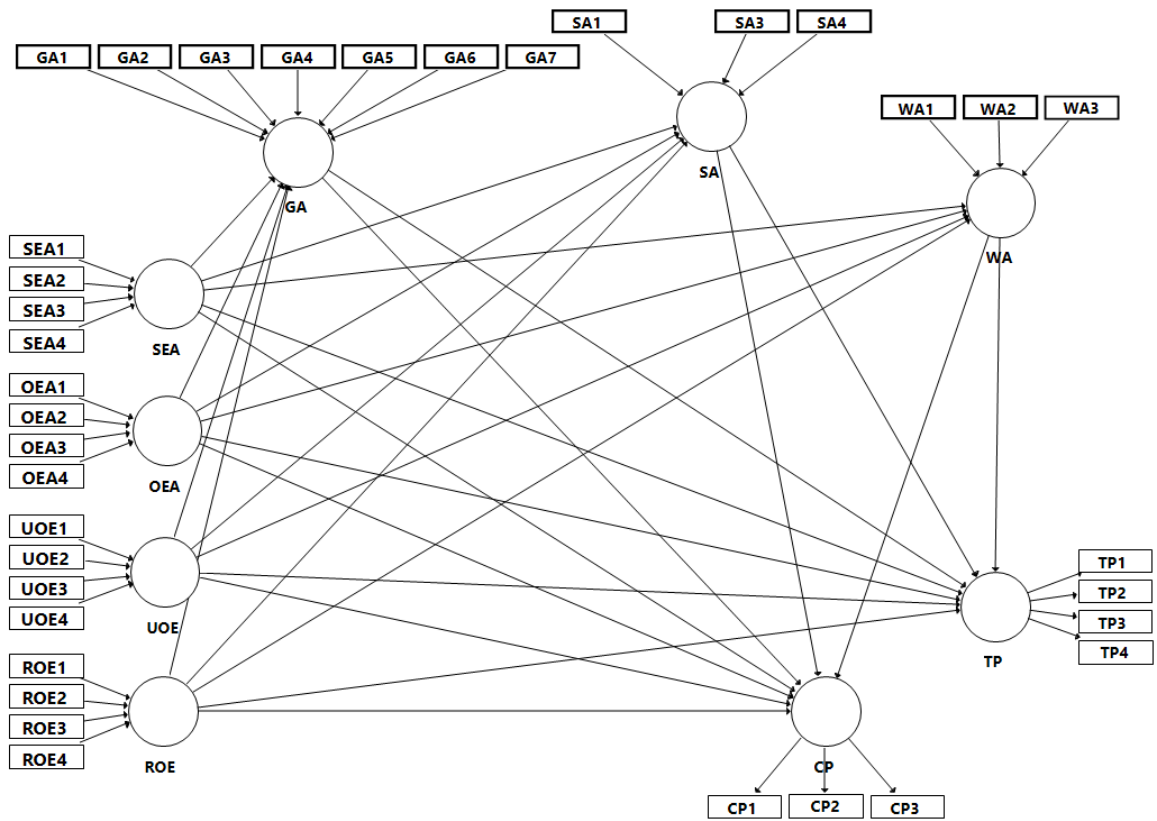 SA1 SA3 SA4
GA1 GA2 GA3 GA4 GA5 GA6 GA7
WA1 WA2 WA3
SA
GA
WA
SEA1
SEA2
SEA3
SEA4
SEA
OEA1
OEA2
OEA3
OEA4
OEA
UOE1
UOE2
UOE3
UOE4
UOE
TP1
TP2
TP3
TP4
TP
ROE1
ROE2
ROE3
ROE4
ROE
CP
CP1 CP2 CP3